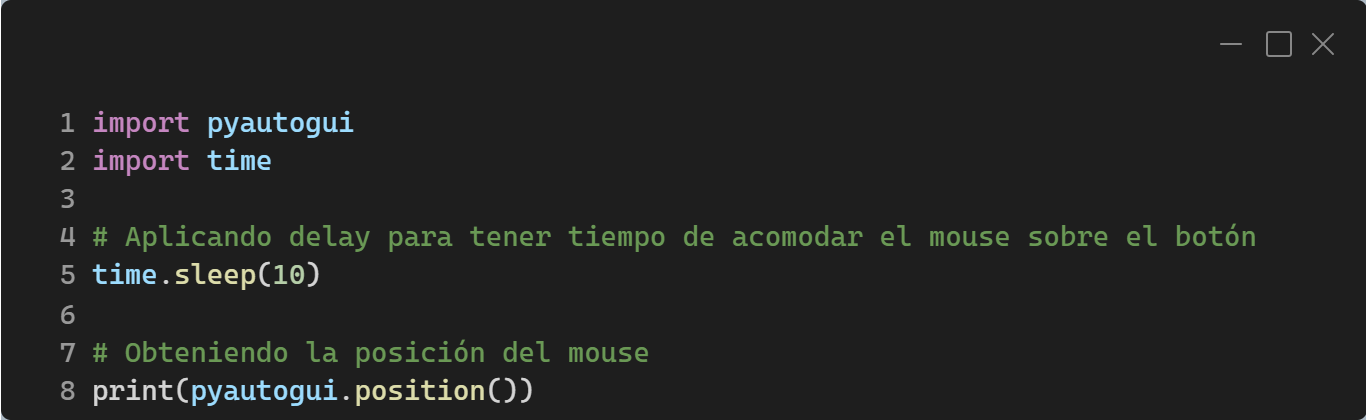 1 import pyautogui
2 import time
3
4 # Aplicando delay para tener tiempo de acomodar el mouse sobre el botón
5 time.sleep(10)
6
7 # Obteniendo la posición del mouse
8 print(pyautogui.position())